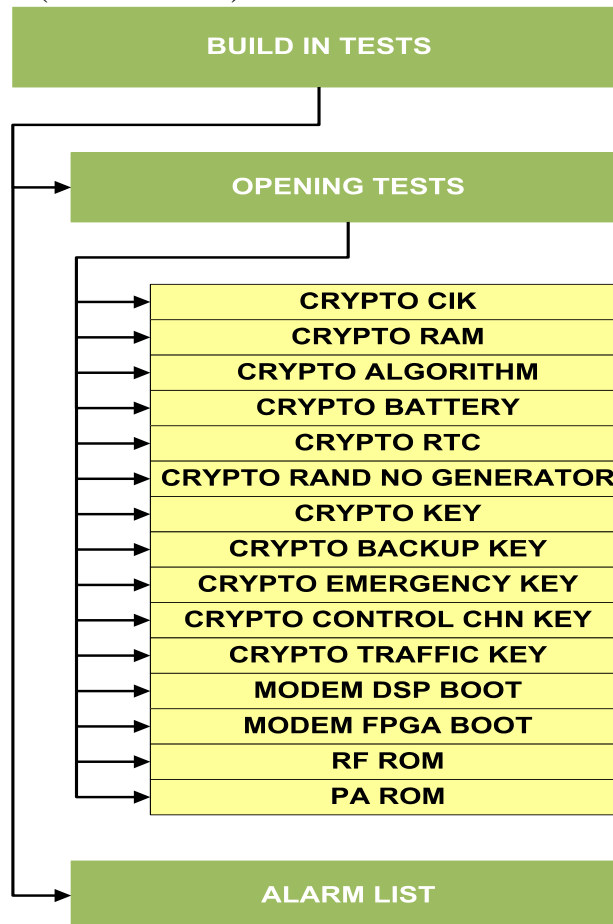 BUILD IN TESTS
OPENING TESTS
CRYPTO CIK
CRYPTO RAM
CRYPTO ALGORITHM
CRYPTO BATTERY
CRYPTO RTC
CRYPTO RAND NO GENERATOR
CRYPTO KEY
CRYPTO BACKUP KEY
CRYPTO EMERGENCY KEY
CRYPTO CONTROL CHN KEY
CRYPTO TRAFFIC KEY
MODEM DSP BOOT
MODEM FPGA BOOT
RF ROM
PA ROM
ALARM LIST